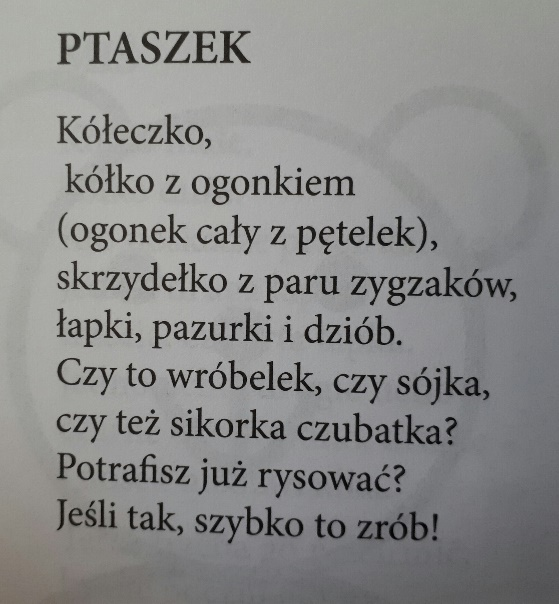 PTASZEK
Kółeczko,
kółko z ogonkiem
(ogonek cały z pętelek),
skrzydełko z paru zygzaków,
łapki, pazurki i dziób.
Czy to wróbelek, czy sójka,
czy też sikorka czubatka?
Potrafisz już rysować?
Jeśli tak, szybko to zrób!